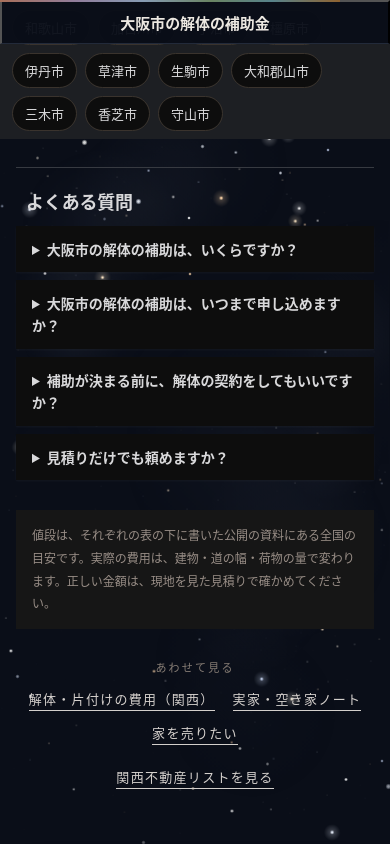 大阪市の解体の補助金
伊丹市 草津市 生駒市 大和郡山市
三木市 香芝市 守山市
よくある質問
▶ 大阪市の解体の補助は、いくらですか？
▶ 大阪市の解体の補助は、いつまで申し込めます
か？
▶ 補助が決まる前に、解体の契約をしてもいいです
か？
▶ 見積りだけでも頼めますか？
値段は、それぞれの表の下に書いた公開の資料にある全国の
目安です。実際の費用は、建物・道の幅・荷物の量で変わり
ます。正しい金額は、現地を見た見積りで確かめてくださ
い。
あわせて見る
解体・片付けの費用（関西） 実家・空き家ノート
家を売りたい
関西不動産リストを見る